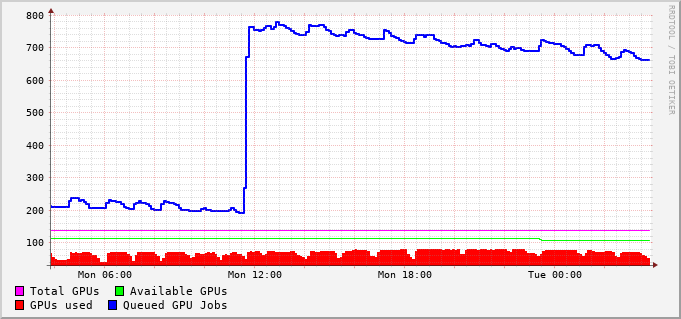 800
700
600
500
400
300
200
100
Mon 06:00 Mon 12:00 Mon 18:00 Tue 00:00
Total GPUs Available GPUs
GPUs used Queued GPU Jobs
RRDTOOL / TOBI OETIKER